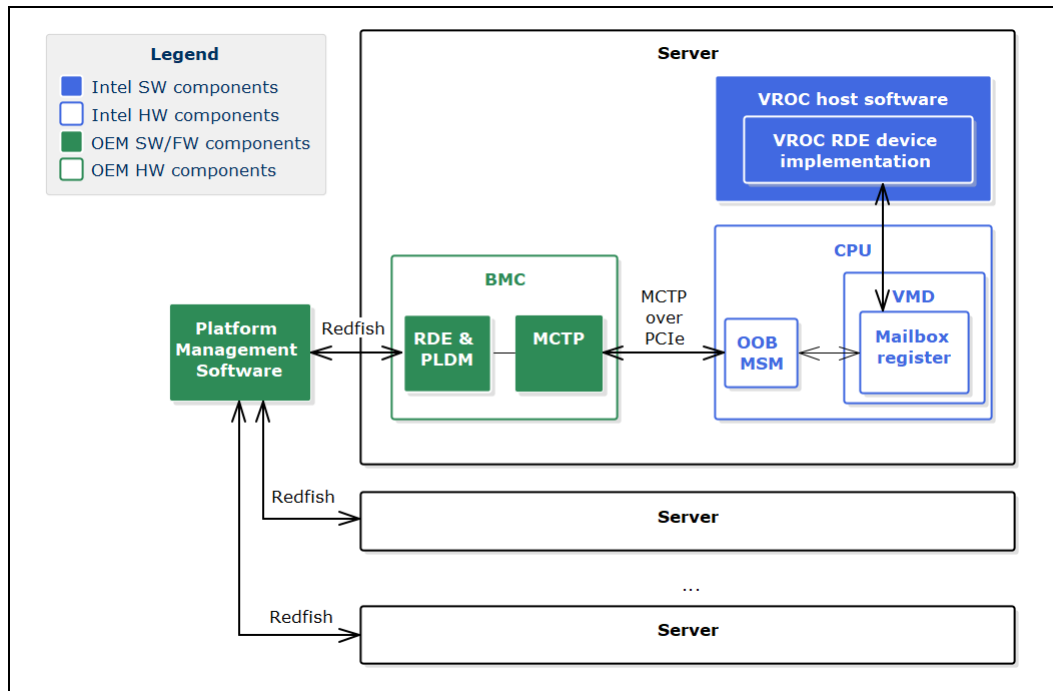 Legend
Intel SW components
Intel HW components
OEM SW/FW components
OEM HW components
Server
VROC host software
VROC RDE device
implementation
CPU
VMD
Mailbox
register
OOB
MSM
MCTP
over
PCIe
BMC
RDE &
PLDM
MCTP
Redfish
Platform
Management
Software
Redfish
Server
...
Redfish
Server